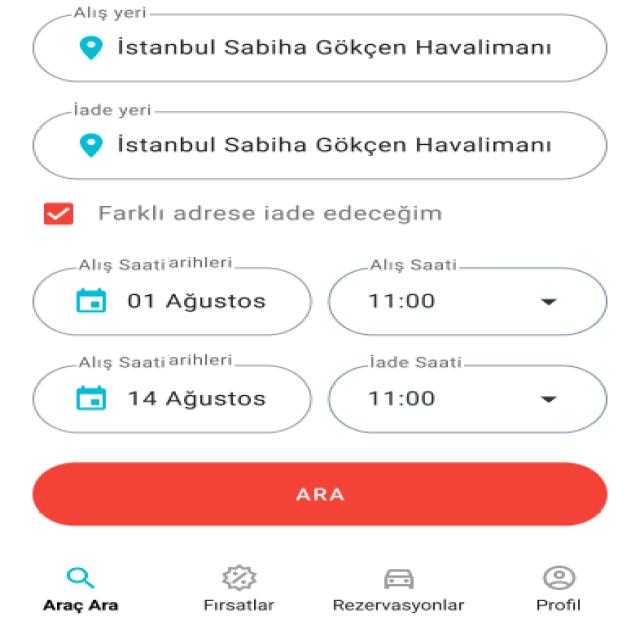 Alış yeri
İstanbul Sabiha Gökçen Havalimanı
İade yeri
İstanbul Sabiha Gökçen Havalimanı
Farklı adrese iade edeceğim
Alış Saati arihleri
Alış Saati
01 Ağustos
11:00
Alış Saati arihleri
İade Saati
14 Ağustos
11:00
ARA
Araç Ara
Fırsatlar
Rezervasyonlar
Profil